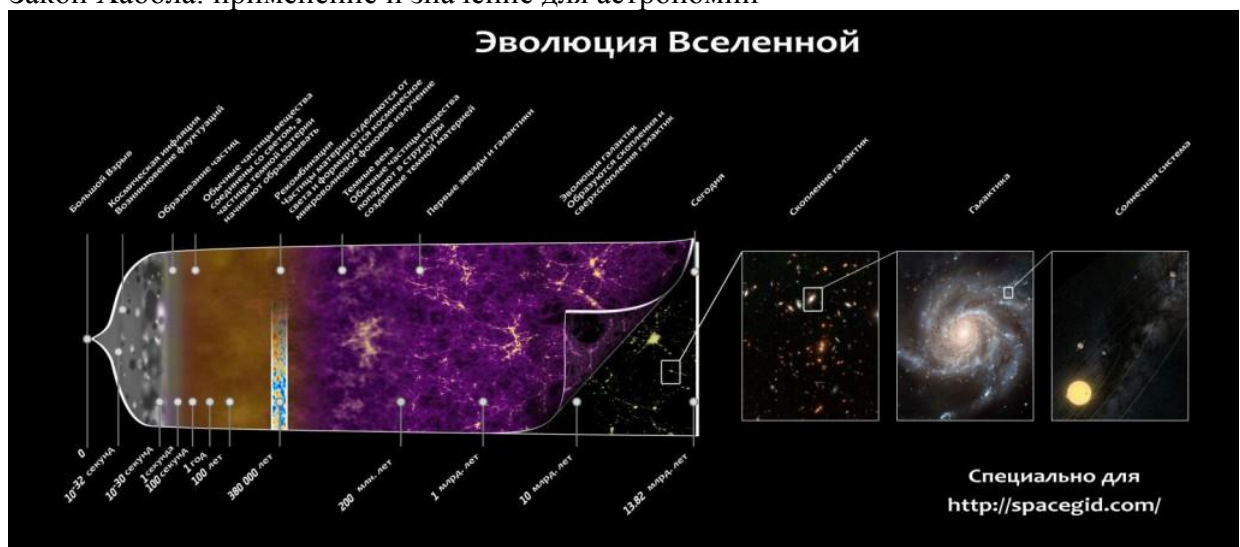 Закон Хаббла: применение и значение для астрономии
Эволюция Вселенной
Большой Взрыв
Космическая инфляция
Возникновение флуктуаций
Образование частиц
Обычные частицы вещества
соединены со светом, а
частицы темной материи
начинают образовывать
Рекомбинация
Частицы материи отделяются от
света и формируется космическое
микроволновое фоновое излучение
Темные века
Обычные частицы вещества
попадают в структуры
созданные темной материей
Первые звезды и галактики
Эволюция галактик
Образуются скопления и
сверхскопления галактик
Сегодня
Скопление галактик
Галактика
Солнечная система
0
10-32 секунд
10-30 секунд
1 секунда
100 секунд
1 год
100 лет
380 000 лет
200 млн. лет
1 млрд. лет
10 млрд. лет
13.82 млрд. лет
Специально для
http://spacegid.com/